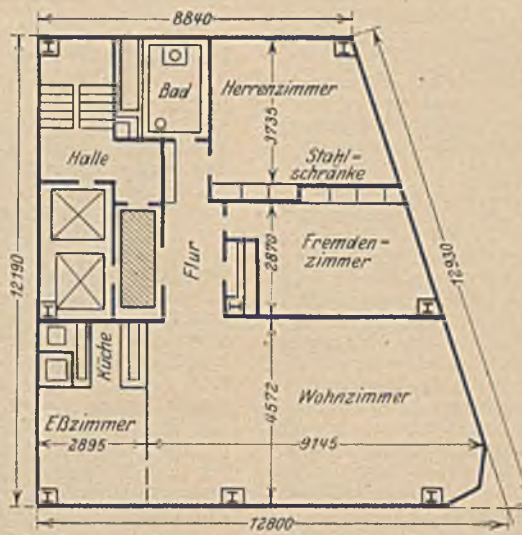 8840
Bad
Herrenzimmer
3735
Halle
Stahl-
schränke
12190
Flur
2870
Fremden-
zimmer
12930
Küche
4572
Wohnzimmer
Eßzimmer
2895
9145
12800